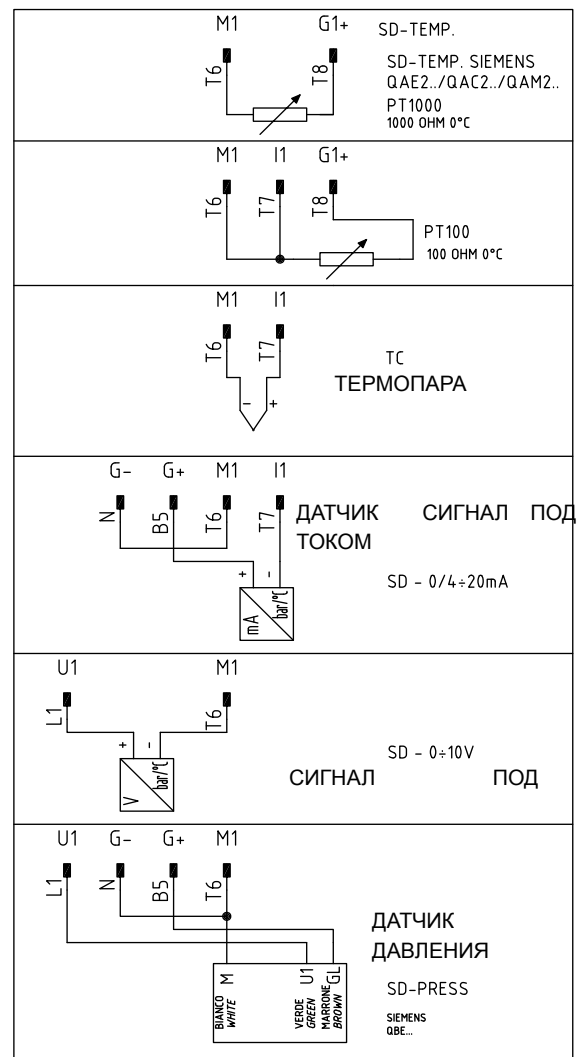 M1 G1+ SD-TEMP.
T6 T8
SD-TEMP. SIEMENS
QAE2../QAC2../QAM2..
PT1000
1000 OHM 0°C
M1 I1 G1+
T6 T7 T8
PT100
100 OHM 0°C
M1 I1
T6 T7
TC
ТЕРМОПАРА
- +
G- G+ M1 I1
N B5 T6 T7
ДАТЧИК СИГНАЛ ПОД
ТОКОМ
+ -
SD - 0/4÷20mA
mA bar/°C
U1 M1
L1 T6
+ -
SD - 0÷10V
V bar/°C
СИГНАЛ ПОД
U1 G- G+ M1
L1 N B5 T6
ДАТЧИК
ДАВЛЕНИЯ
M U1 GL
SD-PRESS
BIANCO
WHITE
VERDE
GREEN
MARRONE
BROWN
SIEMENS
QBE...